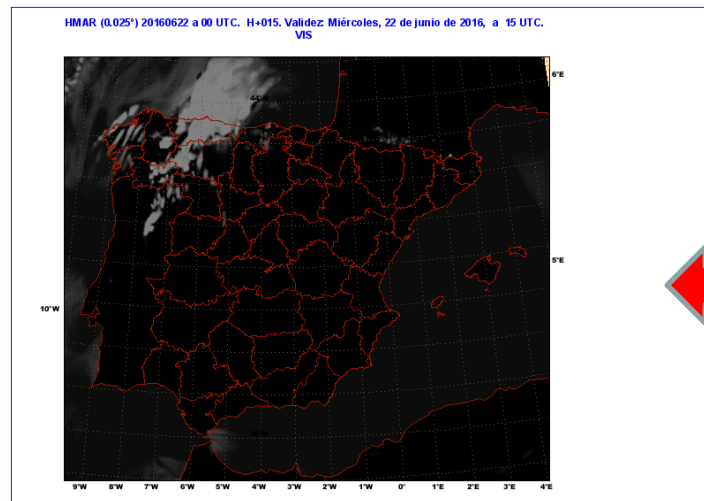 HMAR (0.025°) 20160622 a 00 UTC. H+015. Validez: Miércoles, 22 de junio de 2016, a 15 UTC.
VIS
6°E
44°N
5°E
10°W
9°W 8°W 7°W 6°W 5°W 4°W 3°W 2°W 1°W 0° 1°E 2°E 3°E 4°E